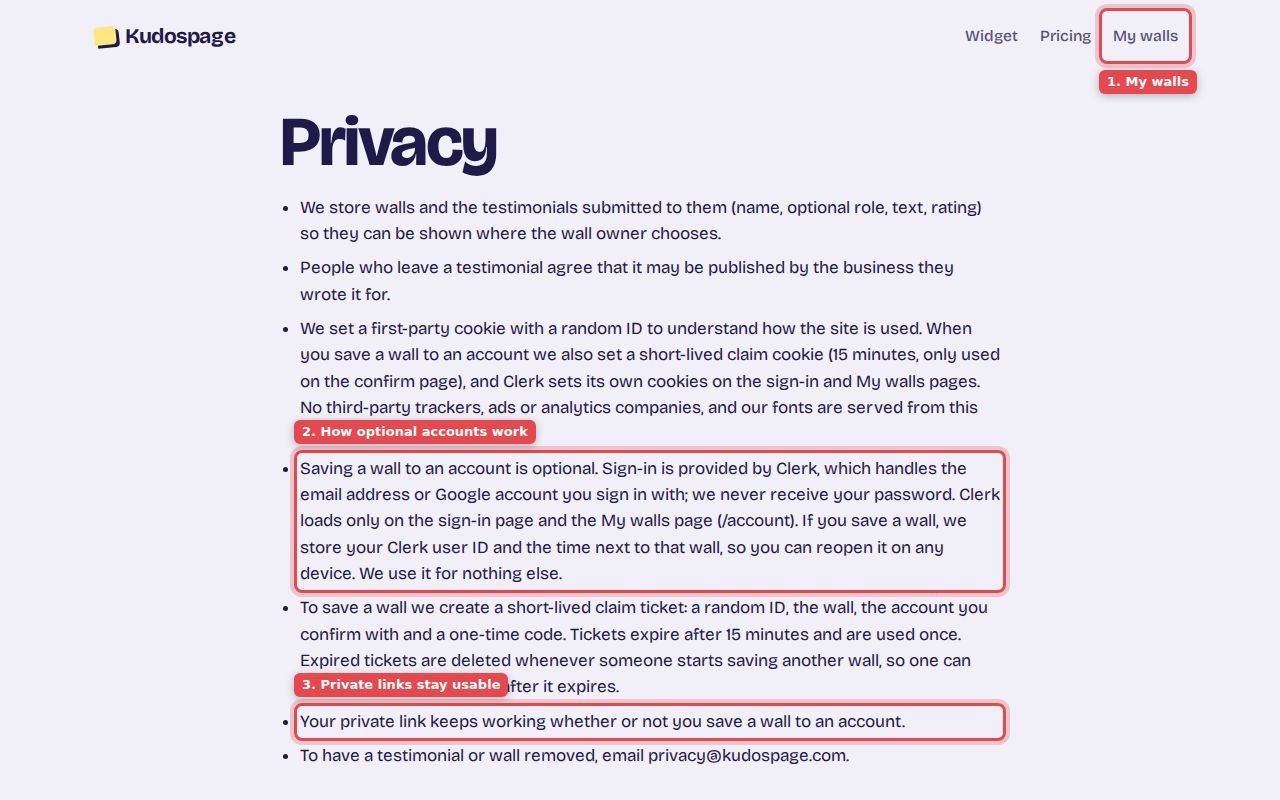 Kudospage
Widget
Pricing
My walls
1. My walls
Privacy
We store walls and the testimonials submitted to them (name, optional role, text, rating)
so they can be shown where the wall owner chooses.
People who leave a testimonial agree that it may be published by the business they
wrote it for.
We set a first-party cookie with a random ID to understand how the site is used. When
you save a wall to an account we also set a short-lived claim cookie (15 minutes, only used
on the confirm page), and Clerk sets its own cookies on the sign-in and My walls pages.
No third-party trackers, ads or analytics companies, and our fonts are served from this
2. How optional accounts work
Saving a wall to an account is optional. Sign-in is provided by Clerk, which handles the
email address or Google account you sign in with; we never receive your password. Clerk
loads only on the sign-in page and the My walls page (/account). If you save a wall, we
store your Clerk user ID and the time next to that wall, so you can reopen it on any
device. We use it for nothing else.
To save a wall we create a short-lived claim ticket: a random ID, the wall, the account you
confirm with and a one-time code. Tickets expire after 15 minutes and are used once.
Expired tickets are deleted whenever someone starts saving another wall, so one can
3. Private links stay usable
after it expires.
Your private link keeps working whether or not you save a wall to an account.
To have a testimonial or wall removed, email privacy@kudospage.com.